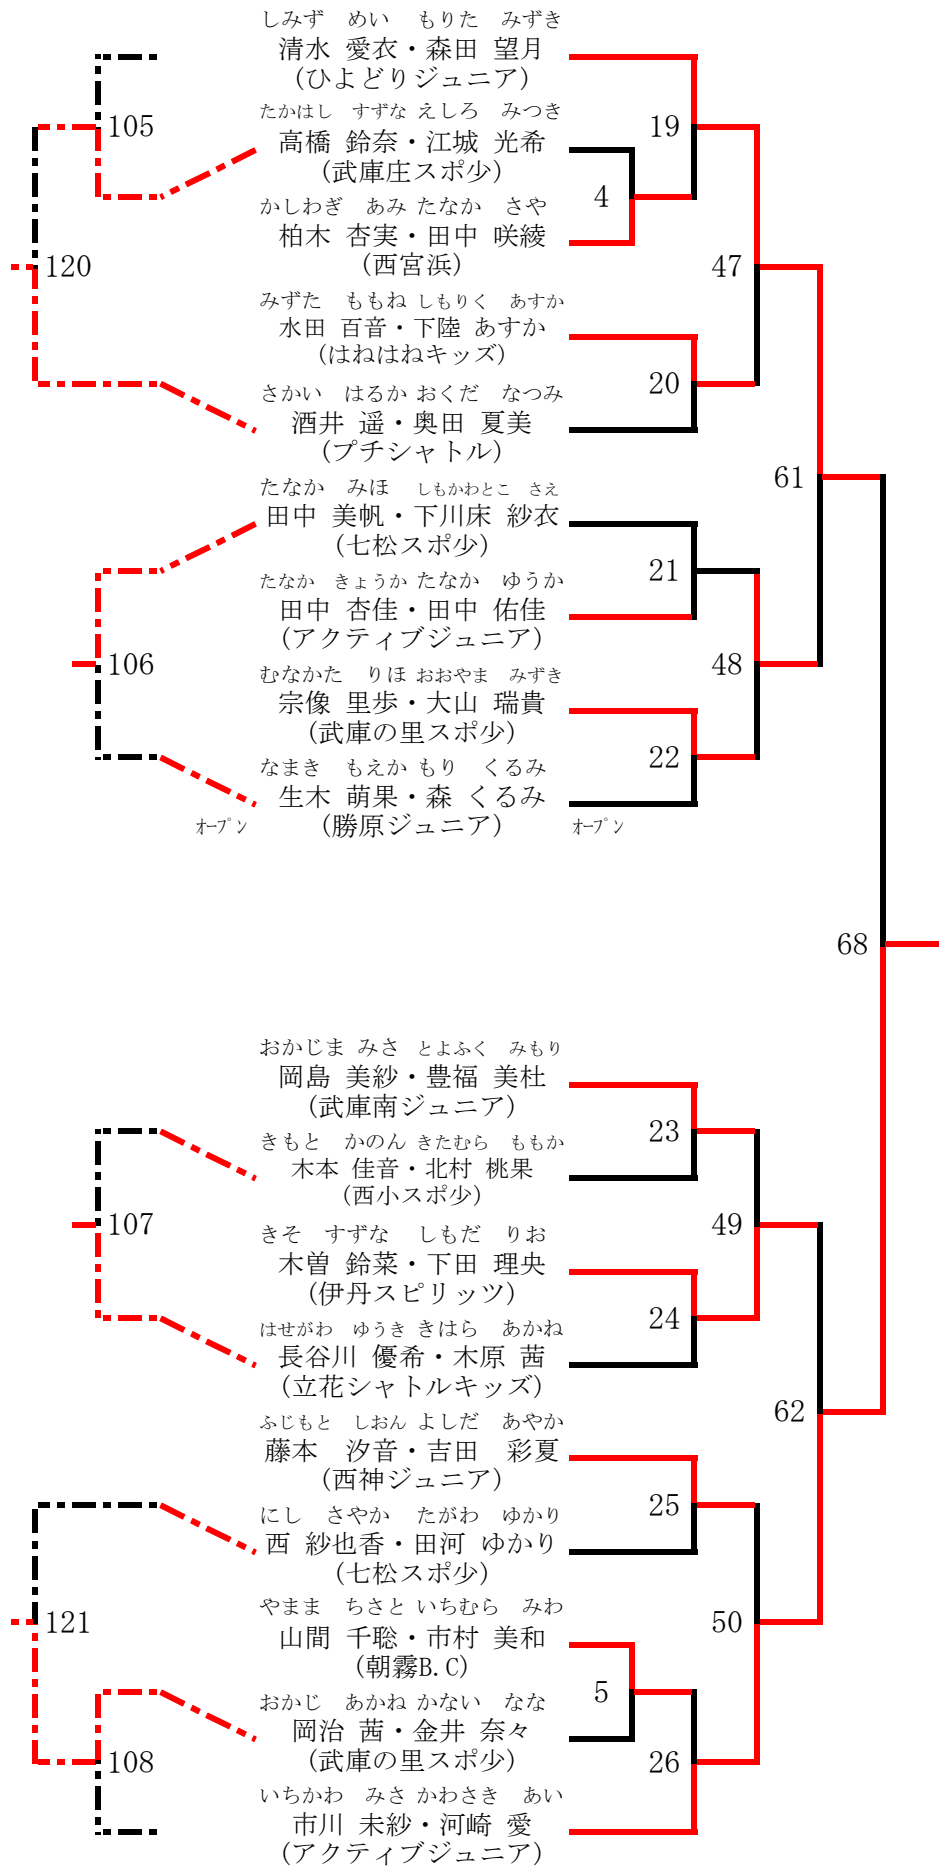 しみず　めい　もりた　みずき
清水 愛衣・森田 望月
(ひよどりジュニア)
105
たかはし　すずな えしろ　みつき
19
高橋 鈴奈・江城 光希
(武庫庄スポ少)
4
かしわぎ　あみ たなか　さや
柏木 杏実・田中 咲綾
(西宮浜)
120
47
みずた　ももね しもりく　あすか
水田 百音・下陸 あすか
(はねはねキッズ)
20
さかい　はるか おくだ　なつみ
酒井 遥・奥田 夏美
(プチシャトル)
61
たなか　みほ　しもかわとこ　さえ
田中 美帆・下川床 紗衣
(七松スポ少)
21
たなか　きょうか たなか　ゆうか
田中 杏佳・田中 佑佳
(アクティブジュニア)
106
48
むなかた　りほ おおやま　みずき
宗像 里歩・大山 瑞貴
(武庫の里スポ少)
22
なまき　もえか もり　くるみ
生木 萌果・森 くるみ
オープン
(勝原ジュニア)
オープン
68
おかじま みさ とよふく　みもり
岡島 美紗・豊福 美杜
(武庫南ジュニア)
23
きもと　かのん きたむら　ももか
木本 佳音・北村 桃果
(西小スポ少)
107
49
きそ　すずな　しもだ　りお
木曽 鈴菜・下田 理央
(伊丹スピリッツ)
24
はせがわ　ゆうき きはら　あかね
長谷川 優希・木原 茜
(立花シャトルキッズ)
62
ふじもと　しおん よしだ　あやか
藤本　汐音・吉田　彩夏
(西神ジュニア)
25
にし　さやか　たがわ　ゆかり
西 紗也香・田河 ゆかり
(七松スポ少)
121
50
やまま　ちさと いちむら　みわ
山間 千聡・市村 美和
(朝霧B.C)
5
おかじ　あかね かない　なな
岡治 茜・金井 奈々
(武庫の里スポ少)
108
26
いちかわ　みさ かわさき　あい
市川 未紗・河崎 愛
(アクティブジュニア)